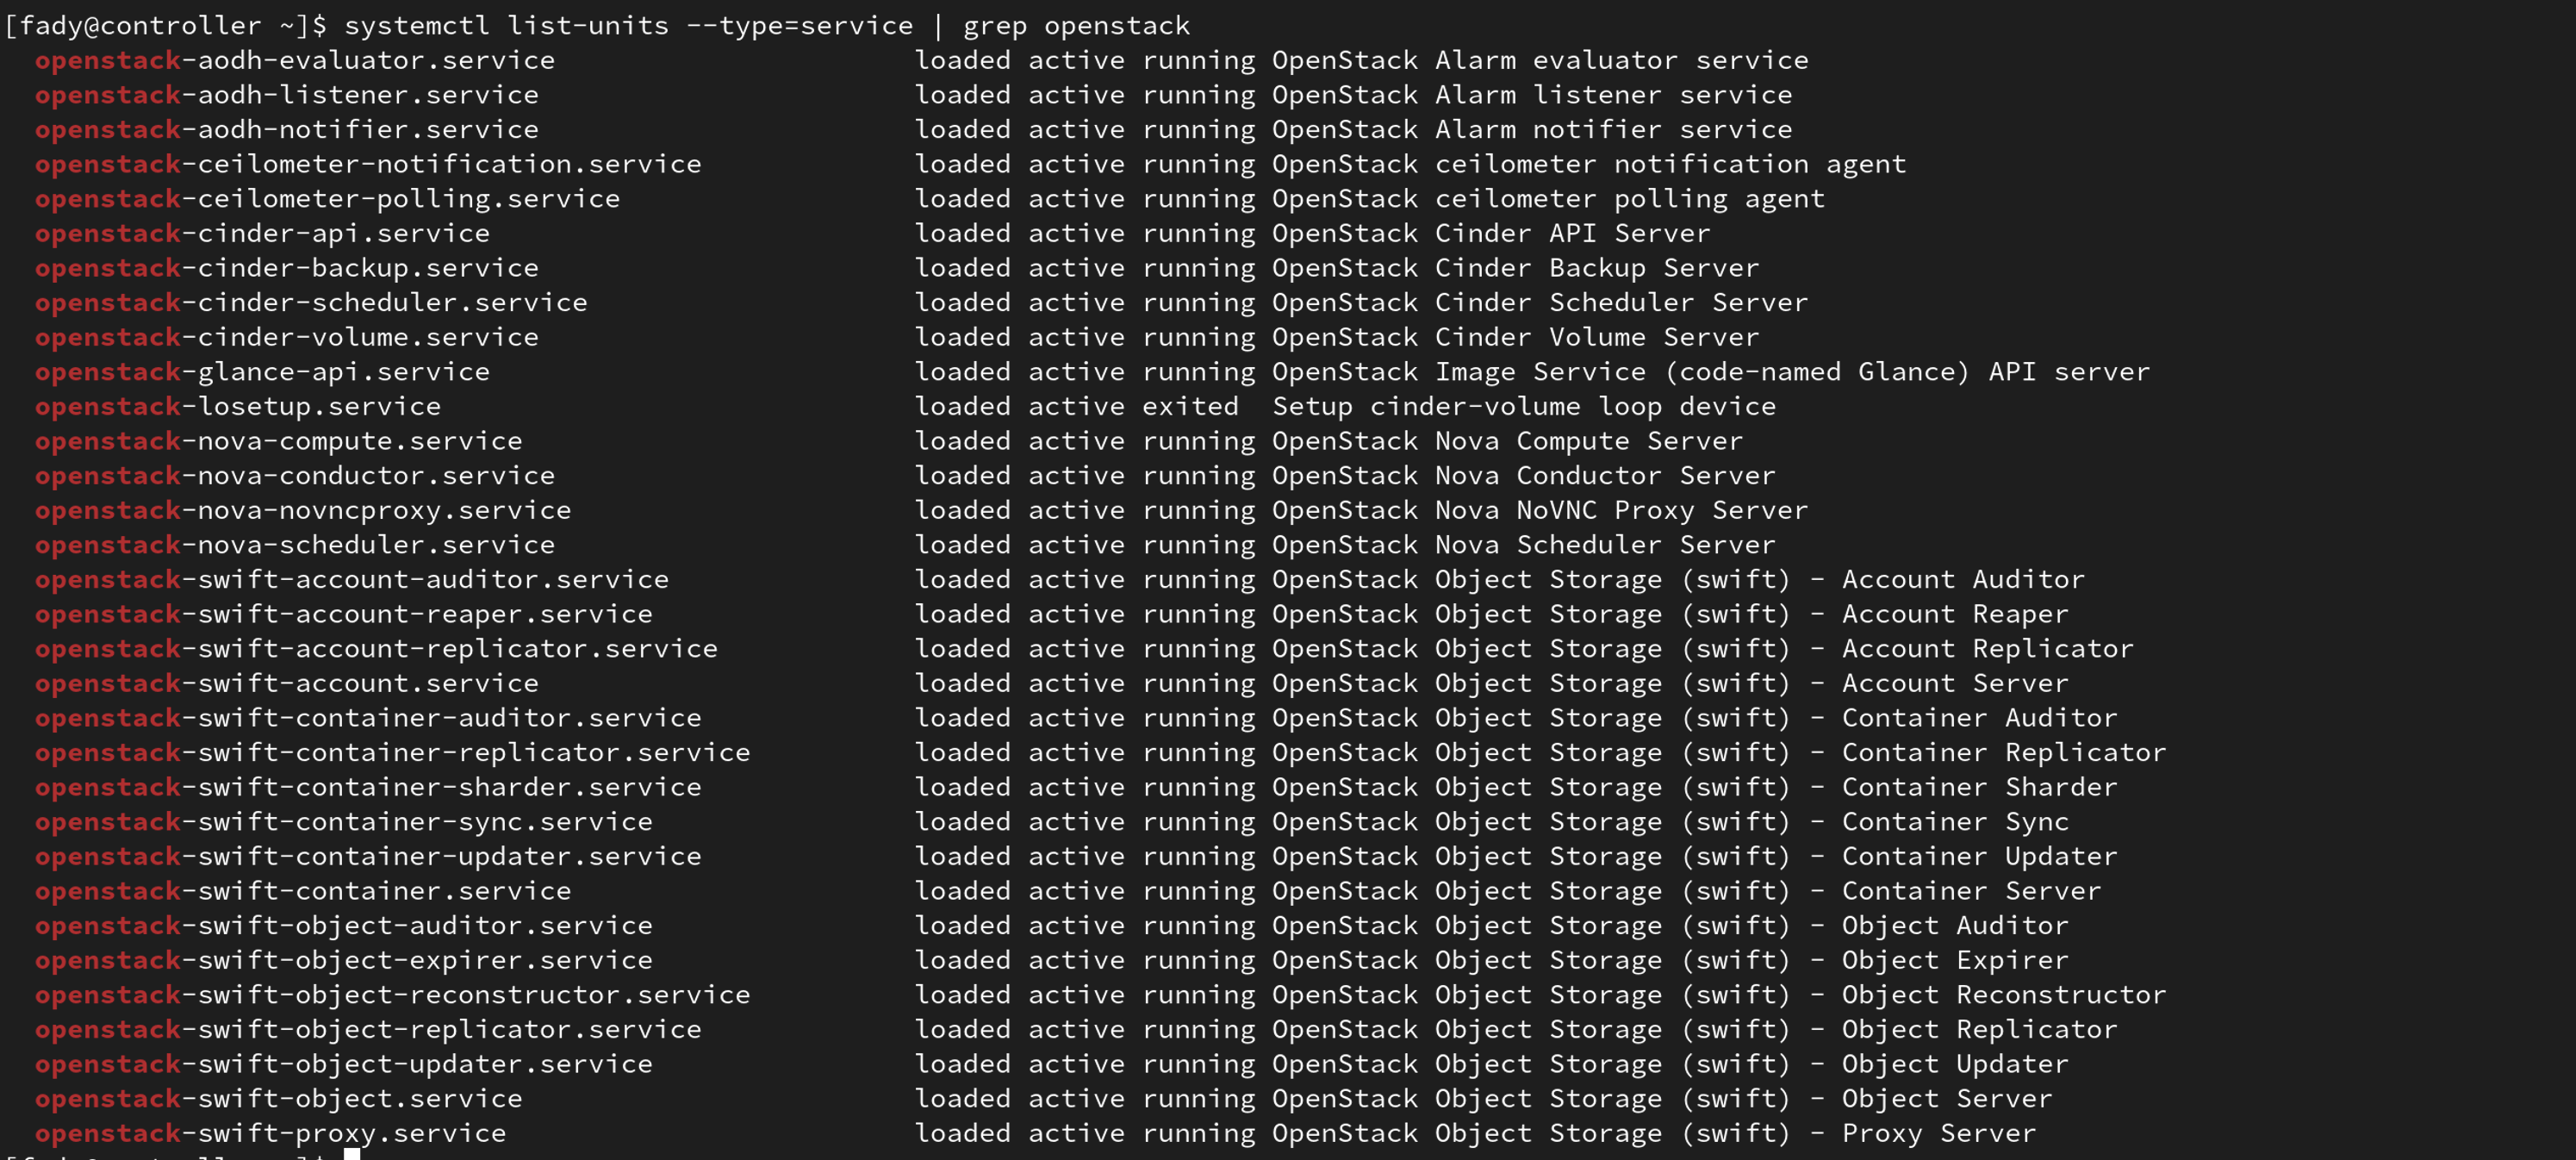 [fady@controller ~]$ systemctl list-units --type=service | grep openstack
openstack-aodh-evaluator.service loaded active running OpenStack Alarm evaluator service
openstack-aodh-listener.service loaded active running OpenStack Alarm listener service
openstack-aodh-notifier.service loaded active running OpenStack Alarm notifier service
openstack-ceilometer-notification.service loaded active running OpenStack ceilometer notification agent
openstack-ceilometer-polling.service loaded active running OpenStack ceilometer polling agent
openstack-cinder-api.service loaded active running OpenStack Cinder API Server
openstack-cinder-backup.service loaded active running OpenStack Cinder Backup Server
openstack-cinder-scheduler.service loaded active running OpenStack Cinder Scheduler Server
openstack-cinder-volume.service loaded active running OpenStack Cinder Volume Server
openstack-glance-api.service loaded active running OpenStack Image Service (code-named Glance) API server
openstack-losetup.service loaded active exited Setup cinder-volume loop device
openstack-nova-compute.service loaded active running OpenStack Nova Compute Server
openstack-nova-conductor.service loaded active running OpenStack Nova Conductor Server
openstack-nova-novncproxy.service loaded active running OpenStack Nova NoVNC Proxy Server
openstack-nova-scheduler.service loaded active running OpenStack Nova Scheduler Server
openstack-swift-account-auditor.service loaded active running OpenStack Object Storage (swift) - Account Auditor
openstack-swift-account-reaper.service loaded active running OpenStack Object Storage (swift) - Account Reaper
openstack-swift-account-replicator.service loaded active running OpenStack Object Storage (swift) - Account Replicator
openstack-swift-account.service loaded active running OpenStack Object Storage (swift) - Account Server
openstack-swift-container-auditor.service loaded active running OpenStack Object Storage (swift) - Container Auditor
openstack-swift-container-replicator.service loaded active running OpenStack Object Storage (swift) - Container Replicator
openstack-swift-container-sharder.service loaded active running OpenStack Object Storage (swift) - Container Sharder
openstack-swift-container-sync.service loaded active running OpenStack Object Storage (swift) - Container Sync
openstack-swift-container-updater.service loaded active running OpenStack Object Storage (swift) - Container Updater
openstack-swift-container.service loaded active running OpenStack Object Storage (swift) - Container Server
openstack-swift-object-auditor.service loaded active running OpenStack Object Storage (swift) - Object Auditor
openstack-swift-object-expirer.service loaded active running OpenStack Object Storage (swift) - Object Expirer
openstack-swift-object-reconstructor.service loaded active running OpenStack Object Storage (swift) - Object Reconstructor
openstack-swift-object-replicator.service loaded active running OpenStack Object Storage (swift) - Object Replicator
openstack-swift-object-updater.service loaded active running OpenStack Object Storage (swift) - Object Updater
openstack-swift-object.service loaded active running OpenStack Object Storage (swift) - Object Server
openstack-swift-proxy.service loaded active running OpenStack Object Storage (swift) - Proxy Server